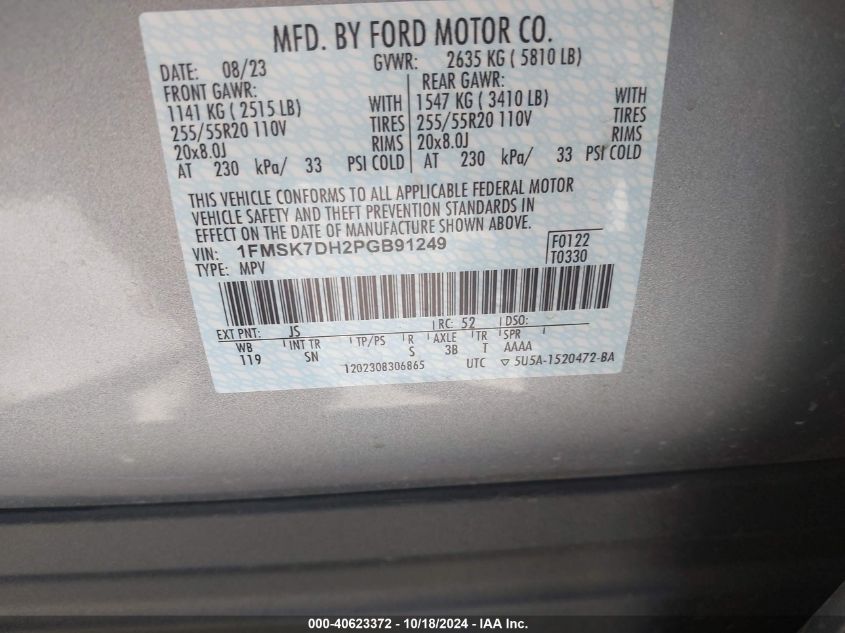 MFD. BY FORD MOTOR CO.
DATE: 08/23 GVWR: 2635 KG ( 5810 LB)
FRONT GAWR: REAR GAWR:
1141 KG ( 2515 LB) WITH 1547 KG ( 3410 LB) WITH
255/55R20 110V TIRES 255/55R20 110V TIRES
20x8.0J RIMS 20x8.0J RIMS
AT 230 kPa/ 33 PSI COLD AT 230 kPa/ 33 PSI COLD
THIS VEHICLE CONFORMS TO ALL APPLICABLE FEDERAL MOTOR
VEHICLE SAFETY AND THEFT PREVENTION STANDARDS IN
EFFECT ON THE DATE OF MANUFACTURE SHOWN ABOVE.
VIN: 1FMSK7DH2PGB91249 F0122
TYPE: MPV T0330
EXT PNT: JS RC: 52 DSO:
WB INT TR TP/PS R AXLE TR SPR
119 SN S 3B T AAAA
1202308306865 UTC ▽ 5U5A-1520472-BA
000-40623372 - 10/18/2024 - IAA Inc.